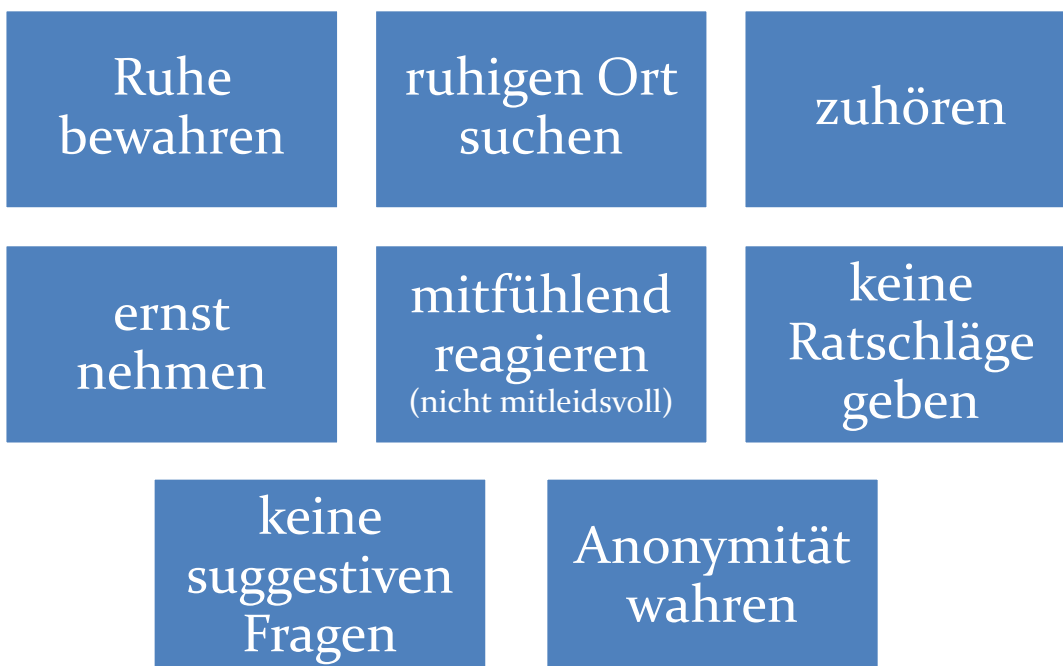 Ruhe
bewahren
ruhigen Ort
suchen
zuhören
ernst
nehmen
mitfühlend
reagieren
(nicht mitleidsvoll)
keine
Ratschläge
geben
keine
suggestiven
Fragen
Anonymität
wahren